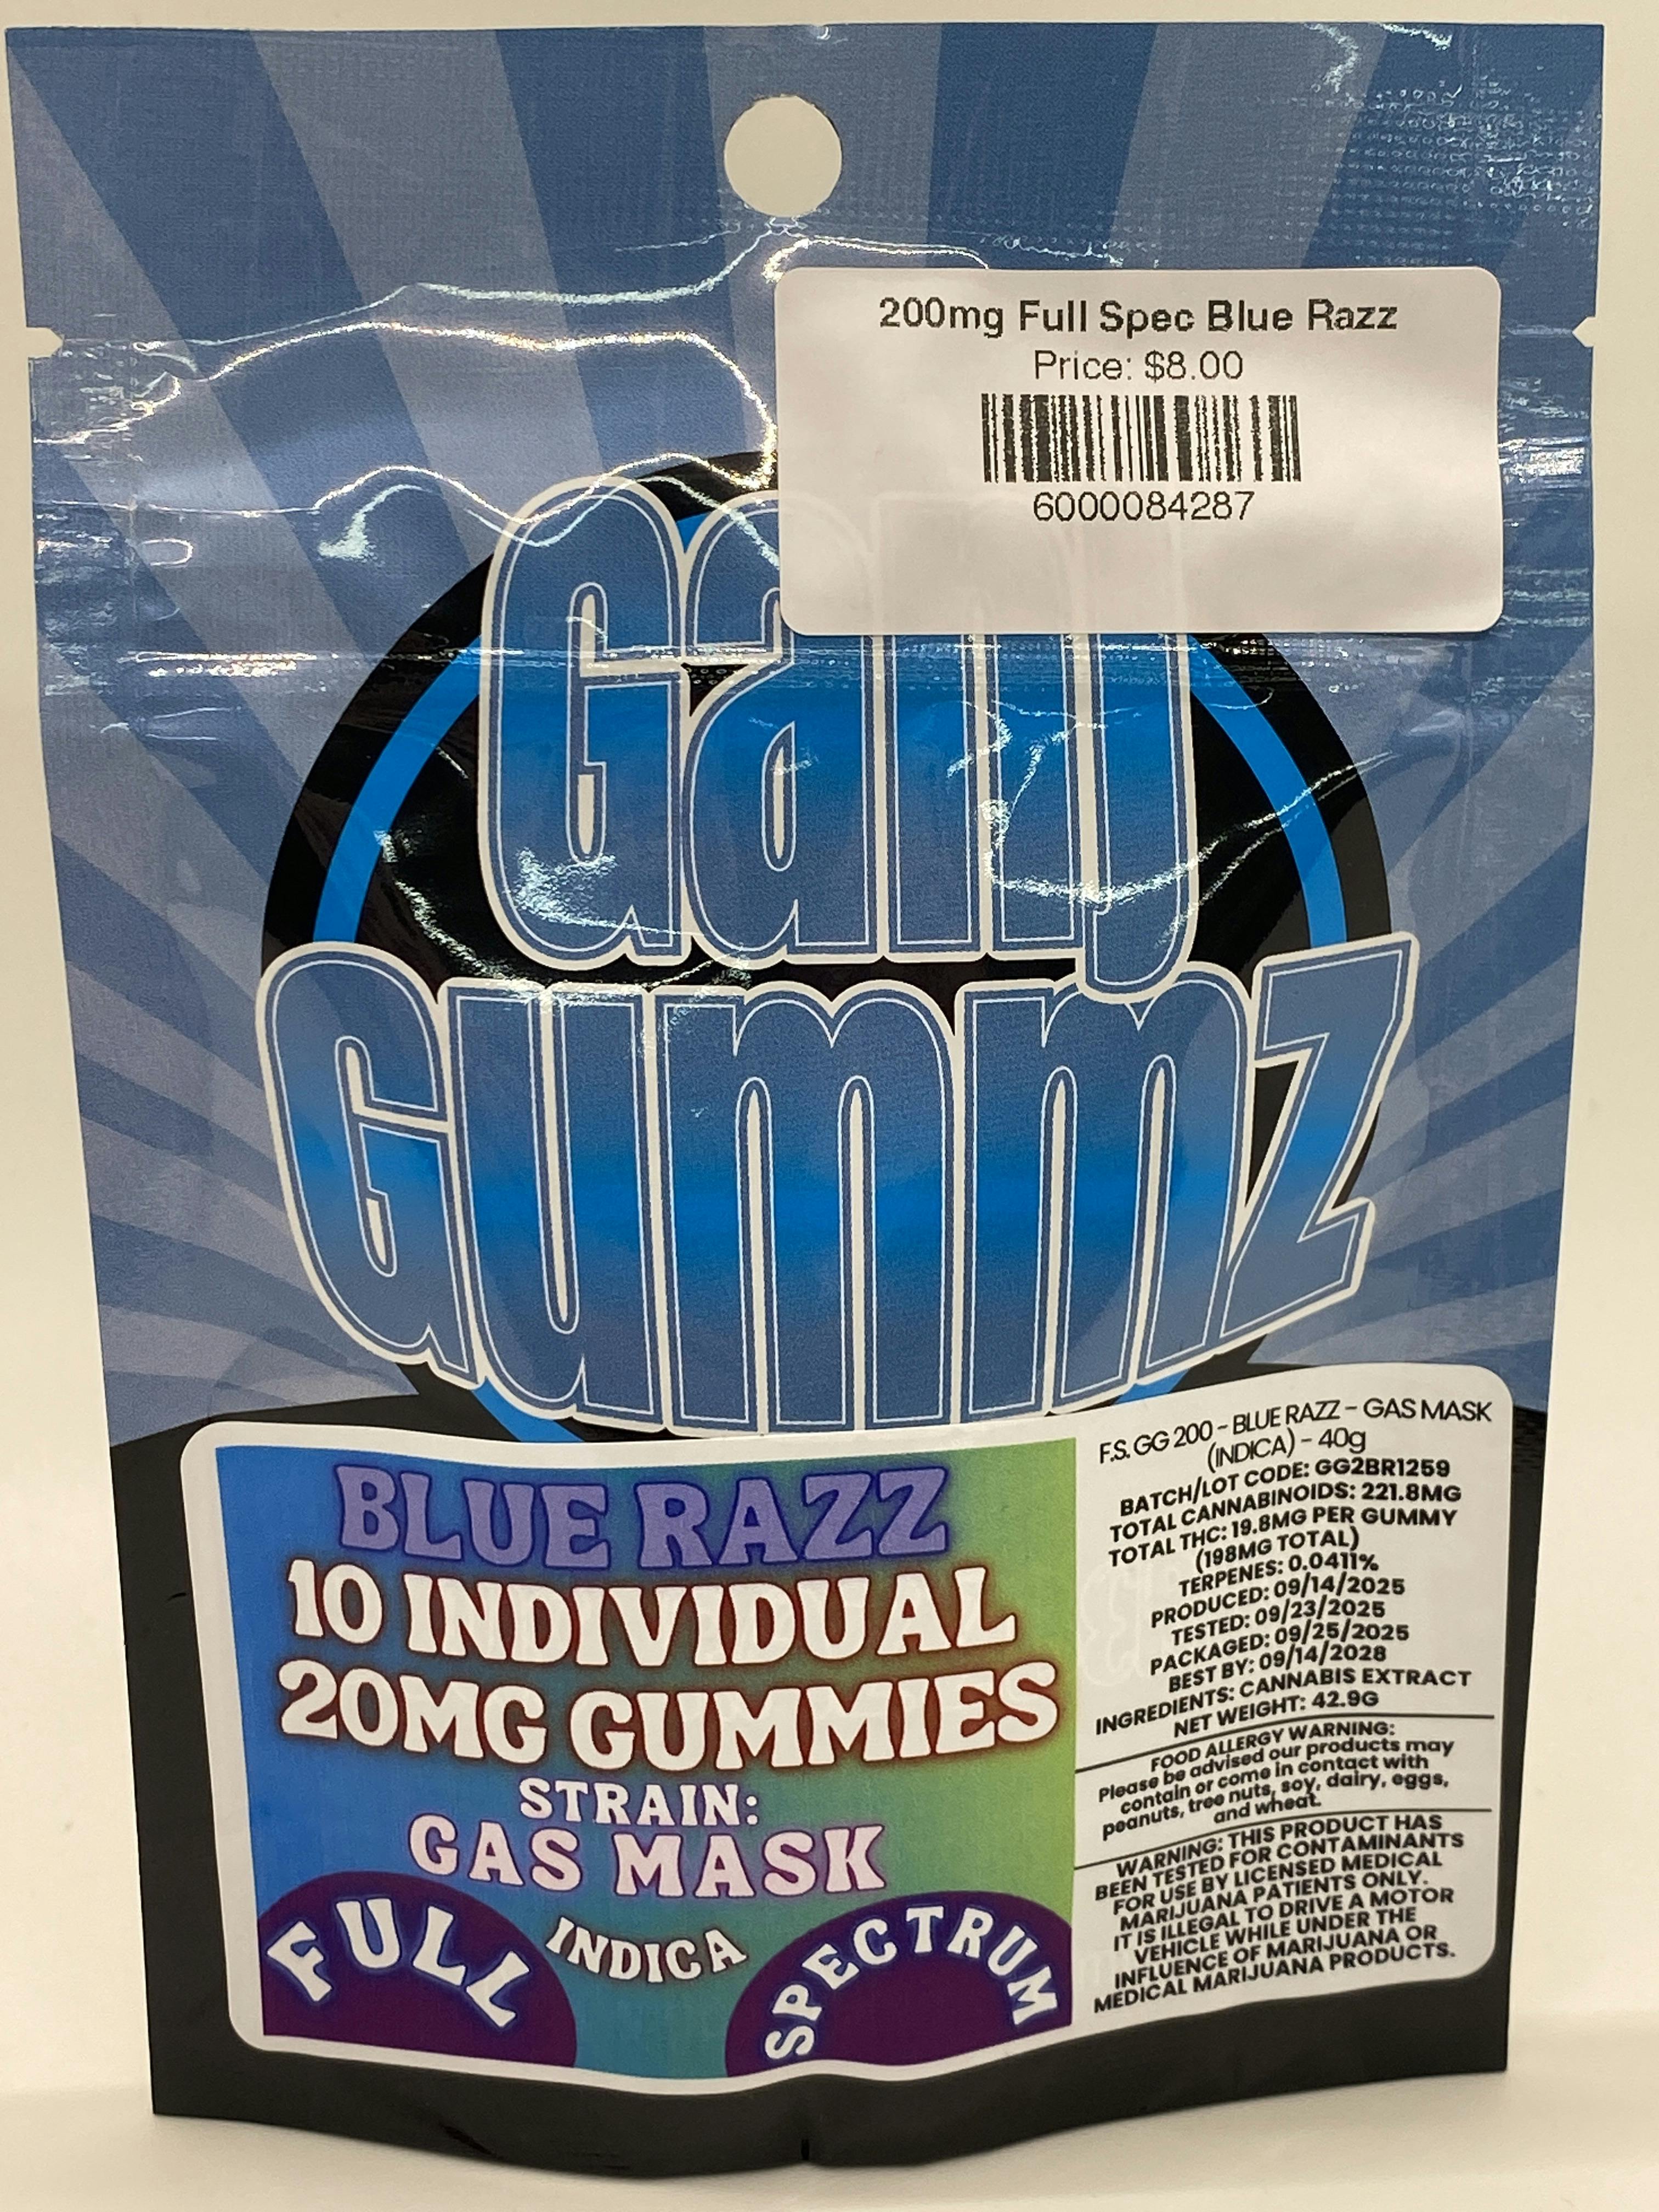 200mg Full Spec Blue Razz
Price: $8.00
6000084287
Ganj
Gummz
BLUE RAZZ
10 INDIVIDUAL
20MG GUMMIES
STRAIN:
GAS MASK
INDICA
FULL
SPECTRUM
F.S. GG 200 - BLUE RAZZ - GAS MASK
(INDICA) - 40g
BATCH/LOT CODE: GG2BR1259
TOTAL CANNABINOIDS: 221.8MG
TOTAL THC: 19.8MG PER GUMMY
(198MG TOTAL)
TERPENES: 0.0411%
PRODUCED: 09/14/2025
TESTED: 09/23/2025
PACKAGED: 09/25/2025
BEST BY: 09/14/2028
INGREDIENTS: CANNABIS EXTRACT
NET WEIGHT: 42.9G
FOOD ALLERGY WARNING:
Please be advised our products may
contain or come in contact with
peanuts, tree nuts, soy, dairy, eggs,
and wheat.
WARNING: THIS PRODUCT HAS
BEEN TESTED FOR CONTAMINANTS
FOR USE BY LICENSED MEDICAL
MARIJUANA PATIENTS ONLY.
IT IS ILLEGAL TO DRIVE A MOTOR
VEHICLE WHILE UNDER THE
INFLUENCE OF MARIJUANA OR
MEDICAL MARIJUANA PRODUCTS.